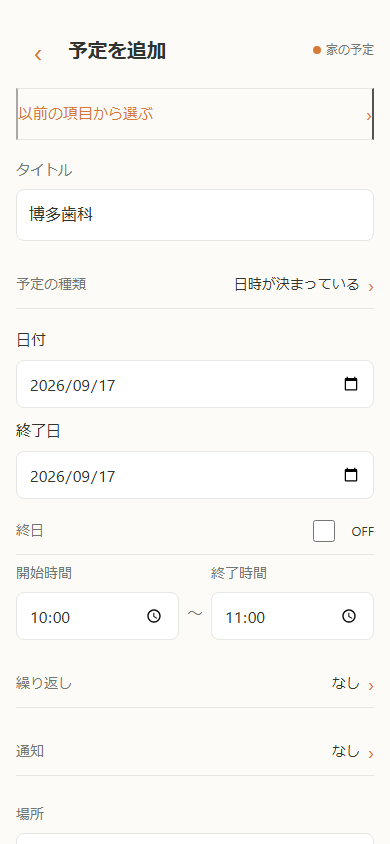 ‹ 予定を追加 家の予定
以前の項目から選ぶ ›
タイトル
博多歯科
予定の種類 日時が決まっている ›
日付
2026/09/17
終了日
2026/09/17
終日 OFF
開始時間 終了時間
10:00 ～ 11:00
繰り返し なし ›
通知 なし ›
場所